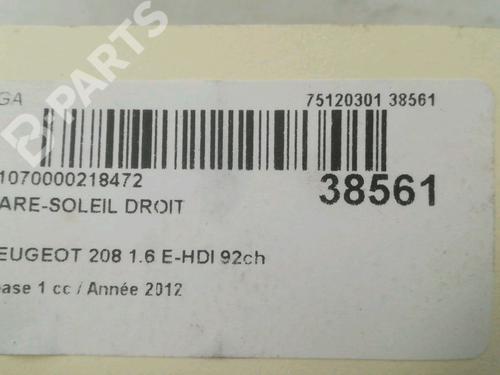 GA
75120301 38561
1070000218472
38561
ARE-SOLEIL DROIT
EUGEOT 208 1.6 E-HDI 92ch
ase 1 cc / Année 2012
B-PARTS